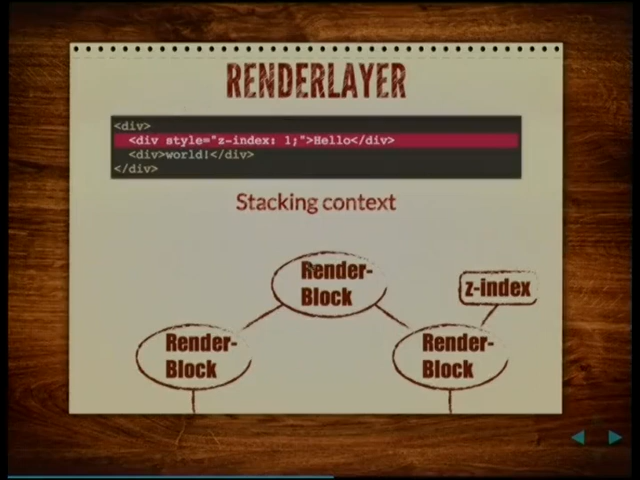 RENDERLAYER
<div>
<div style="z-index: 1;">Hello</div>
<div>world!</div>
</div>
Stacking context
Render-
Block
z-index
Render-
Block
Render-
Block